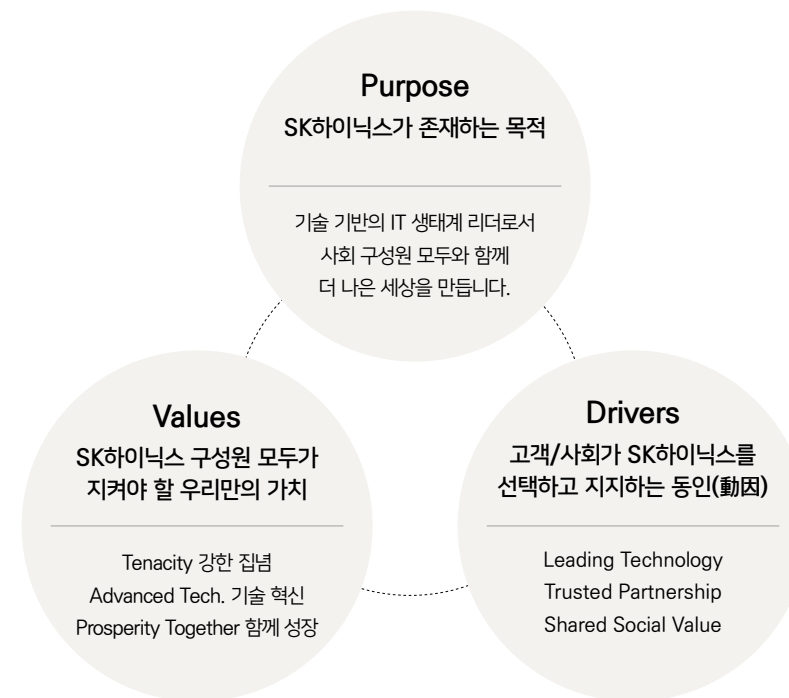 Purpose
SK하이닉스가 존재하는 목적
기술 기반의 IT 생태계 리더로서
사회 구성원 모두와 함께
더 나은 세상을 만듭니다.
Values
SK하이닉스 구성원 모두가
지켜야 할 우리만의 가치
Tenacity 강한 집념
Advanced Tech. 기술 혁신
Prosperity Together 함께 성장
Drivers
고객/사회가 SK하이닉스를
선택하고 지지하는 동인(動因)
Leading Technology
Trusted Partnership
Shared Social Value